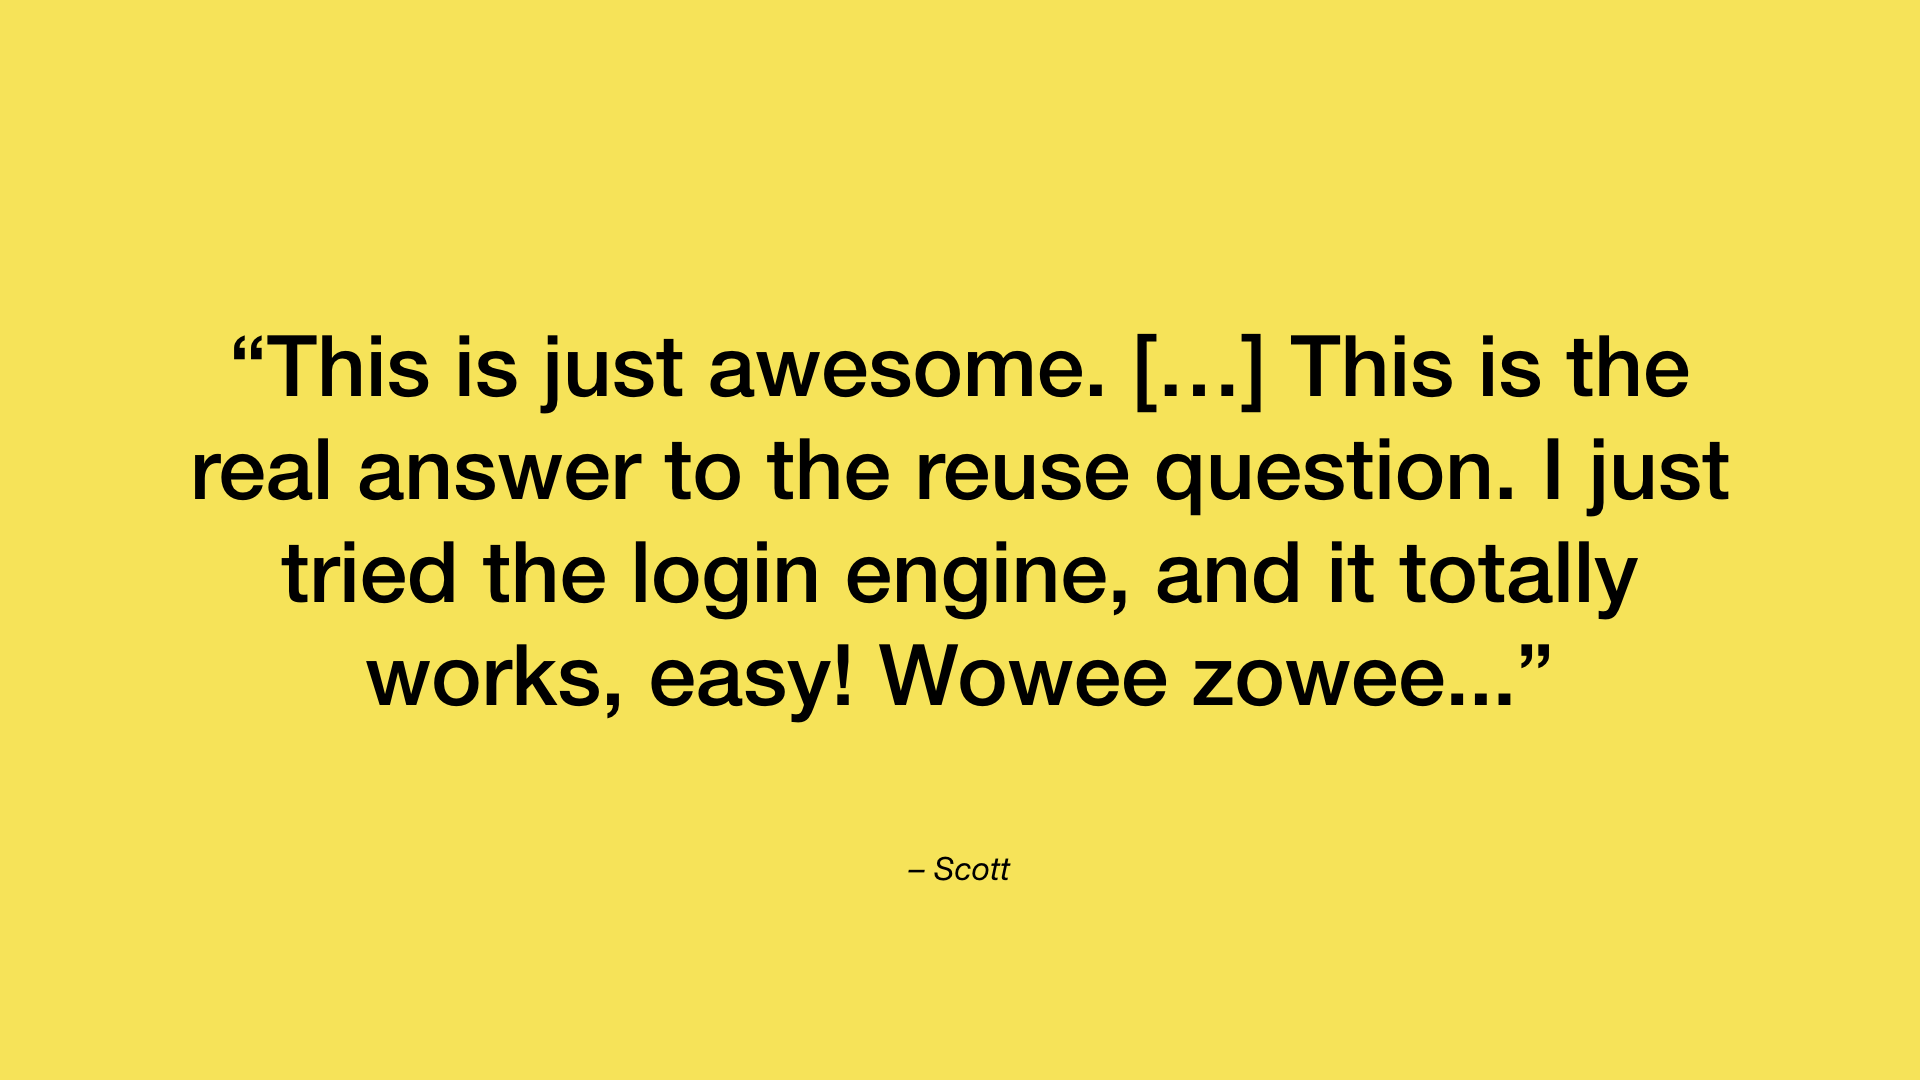 “This is just awesome. […] This is the
real answer to the reuse question. I just
tried the login engine, and it totally
works, easy! Wowee zowee...”
– Scott